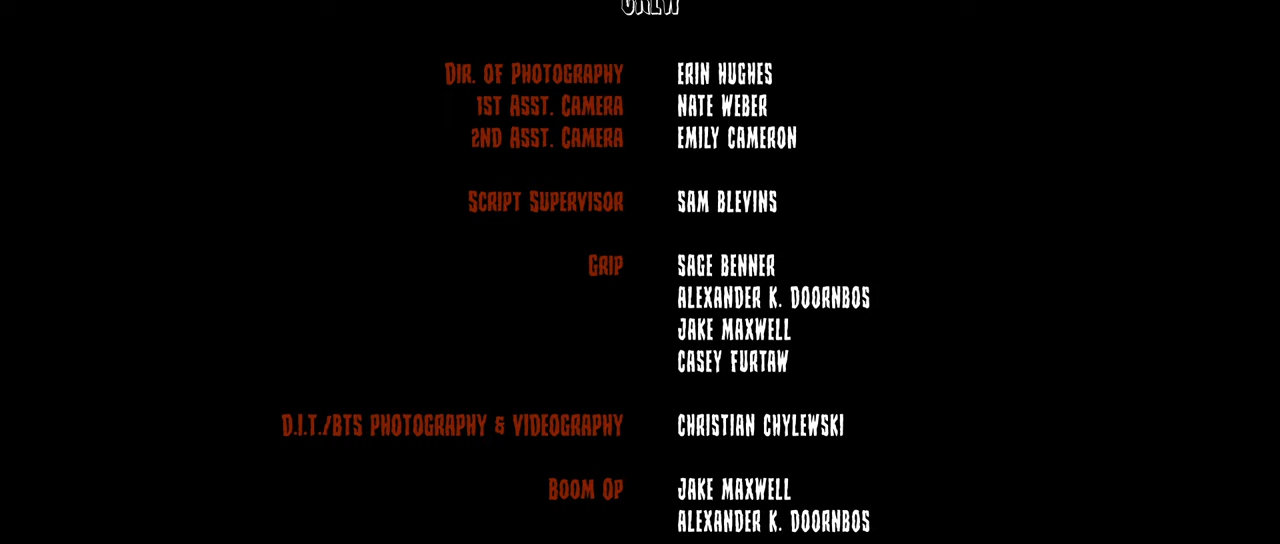 CREW
Dir. of Photography ERIN HUGHES
1st Asst. Camera NATE WEBER
2nd Asst. Camera EMILY CAMERON
Script Supervisor SAM BLEVINS
Grip SAGE BENNER
ALEXANDER K. DOORNBOS
JAKE MAXWELL
CASEY FURTAW
D.I.T./BTS PHOTOGRAPHY & VIDEOGRAPHY CHRISTIAN CHYLEWSKI
Boom Op JAKE MAXWELL
ALEXANDER K. DOORNBOS